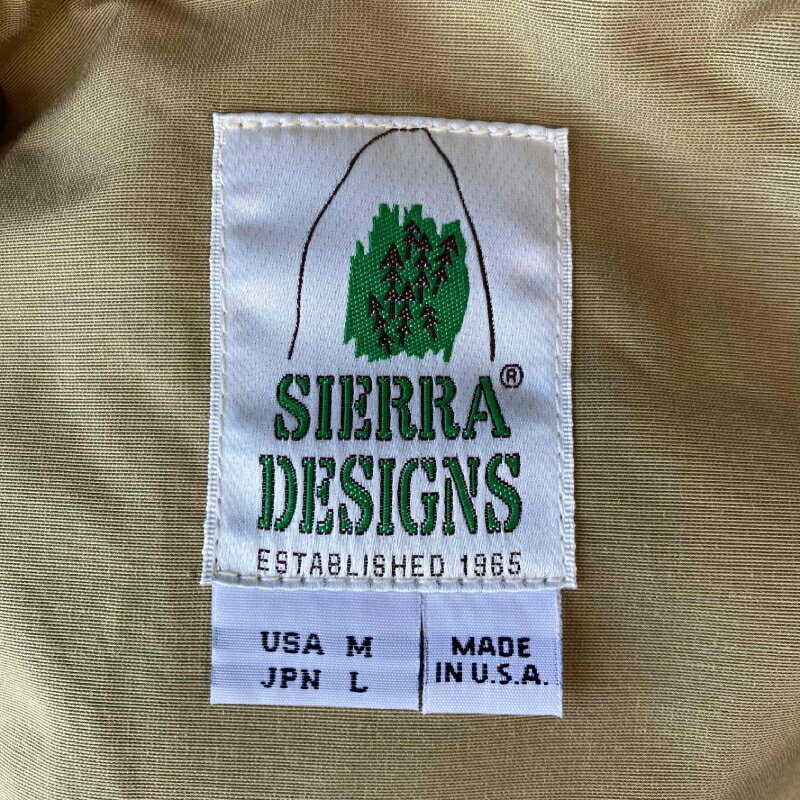 SIERRA®
DESIGNS
ESTABLISHED 1965
USA M
JPN L
MADE
IN U.S.A.